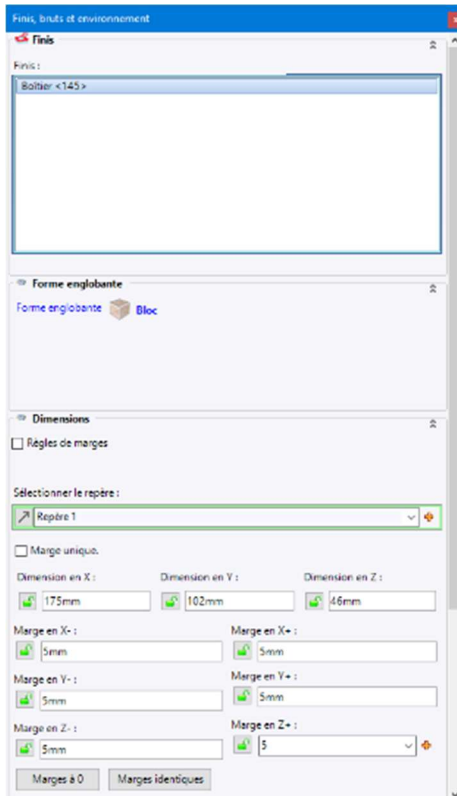 Finis, bruts et environnement
Finis
Finis :
Boîtier <145>
Forme englobante
Forme englobante Bloc
Dimensions
Règles de marges
Sélectionner le repère :
Repère 1
Marge unique.
Dimension en X : Dimension en Y : Dimension en Z :
175mm 102mm 46mm
Marge en X- : Marge en X+ :
5mm 5mm
Marge en Y- : Marge en Y+ :
5mm 5mm
Marge en Z- : Marge en Z+ :
5mm 5
Marges à 0 Marges identiques